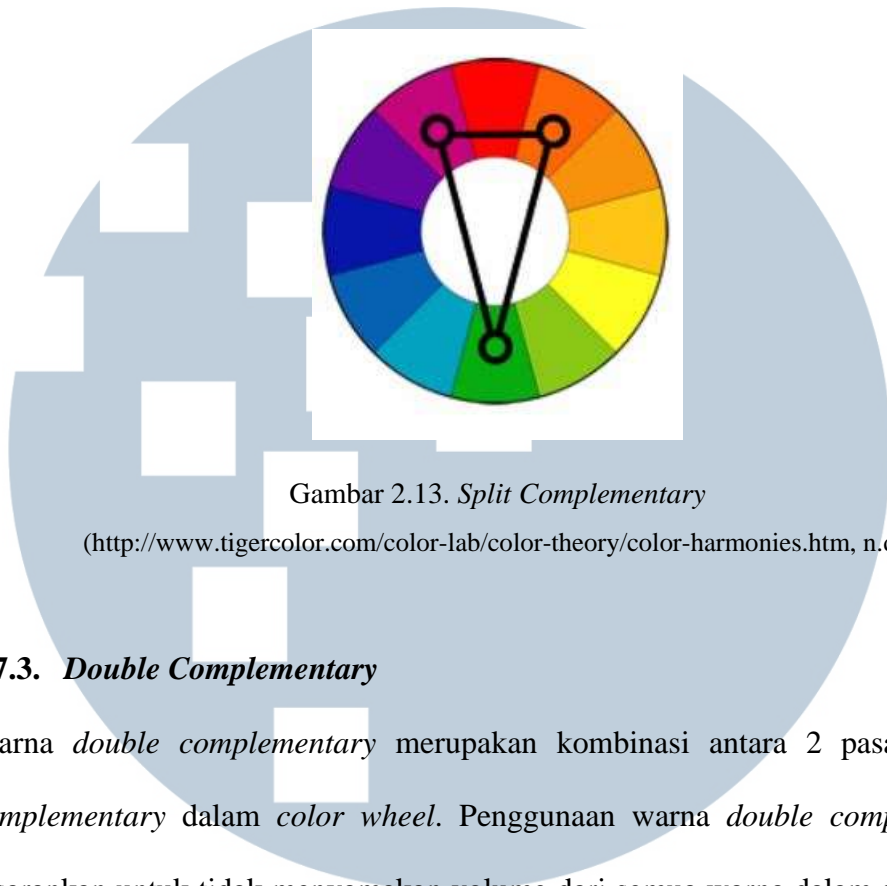 Gambar 2.13. Split Complementary
(http://www.tigercolor.com/color-lab/color-theory/color-harmonies.htm, n.
7.3. Double Complementary
arna double complementary merupakan kombinasi antara 2 pasa
mplementary dalam color wheel. Penggunaan warna double comp